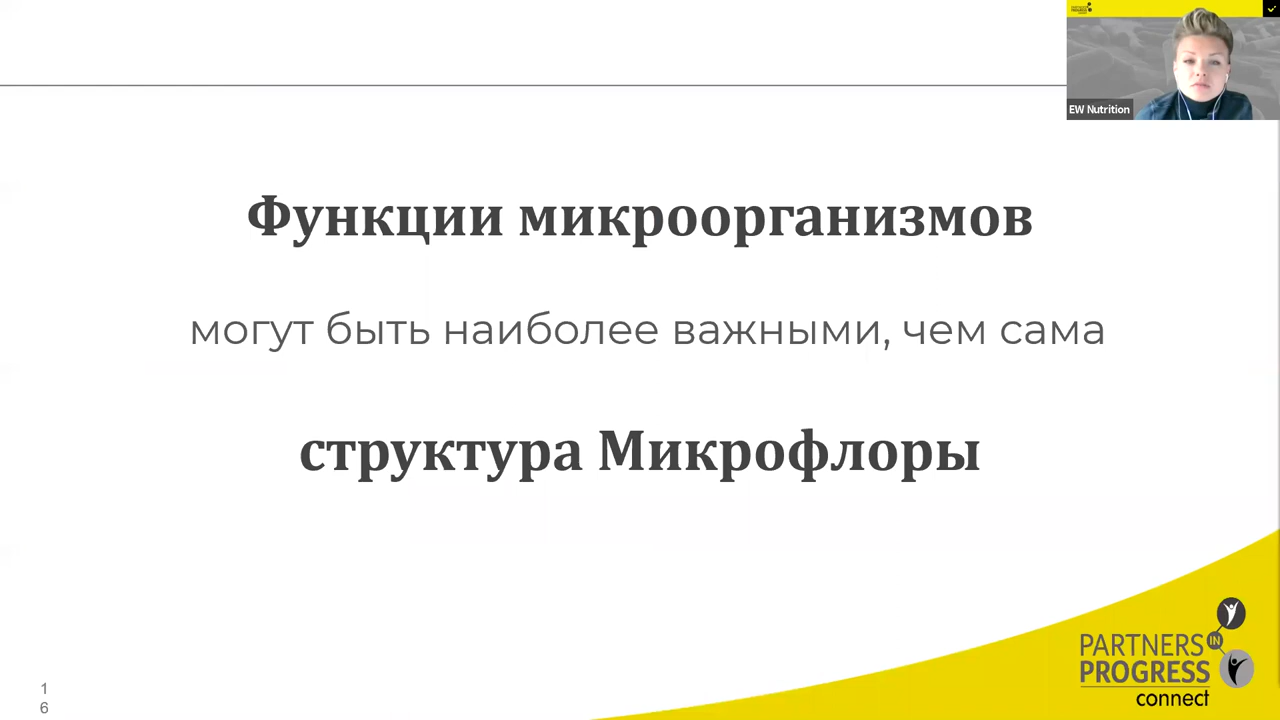 EW Nutrition
Функции микроорганизмов
могут быть наиболее важными, чем сама
структура Микрофлоры
PARTNERS
IN
PROGRESS
connect
1
6